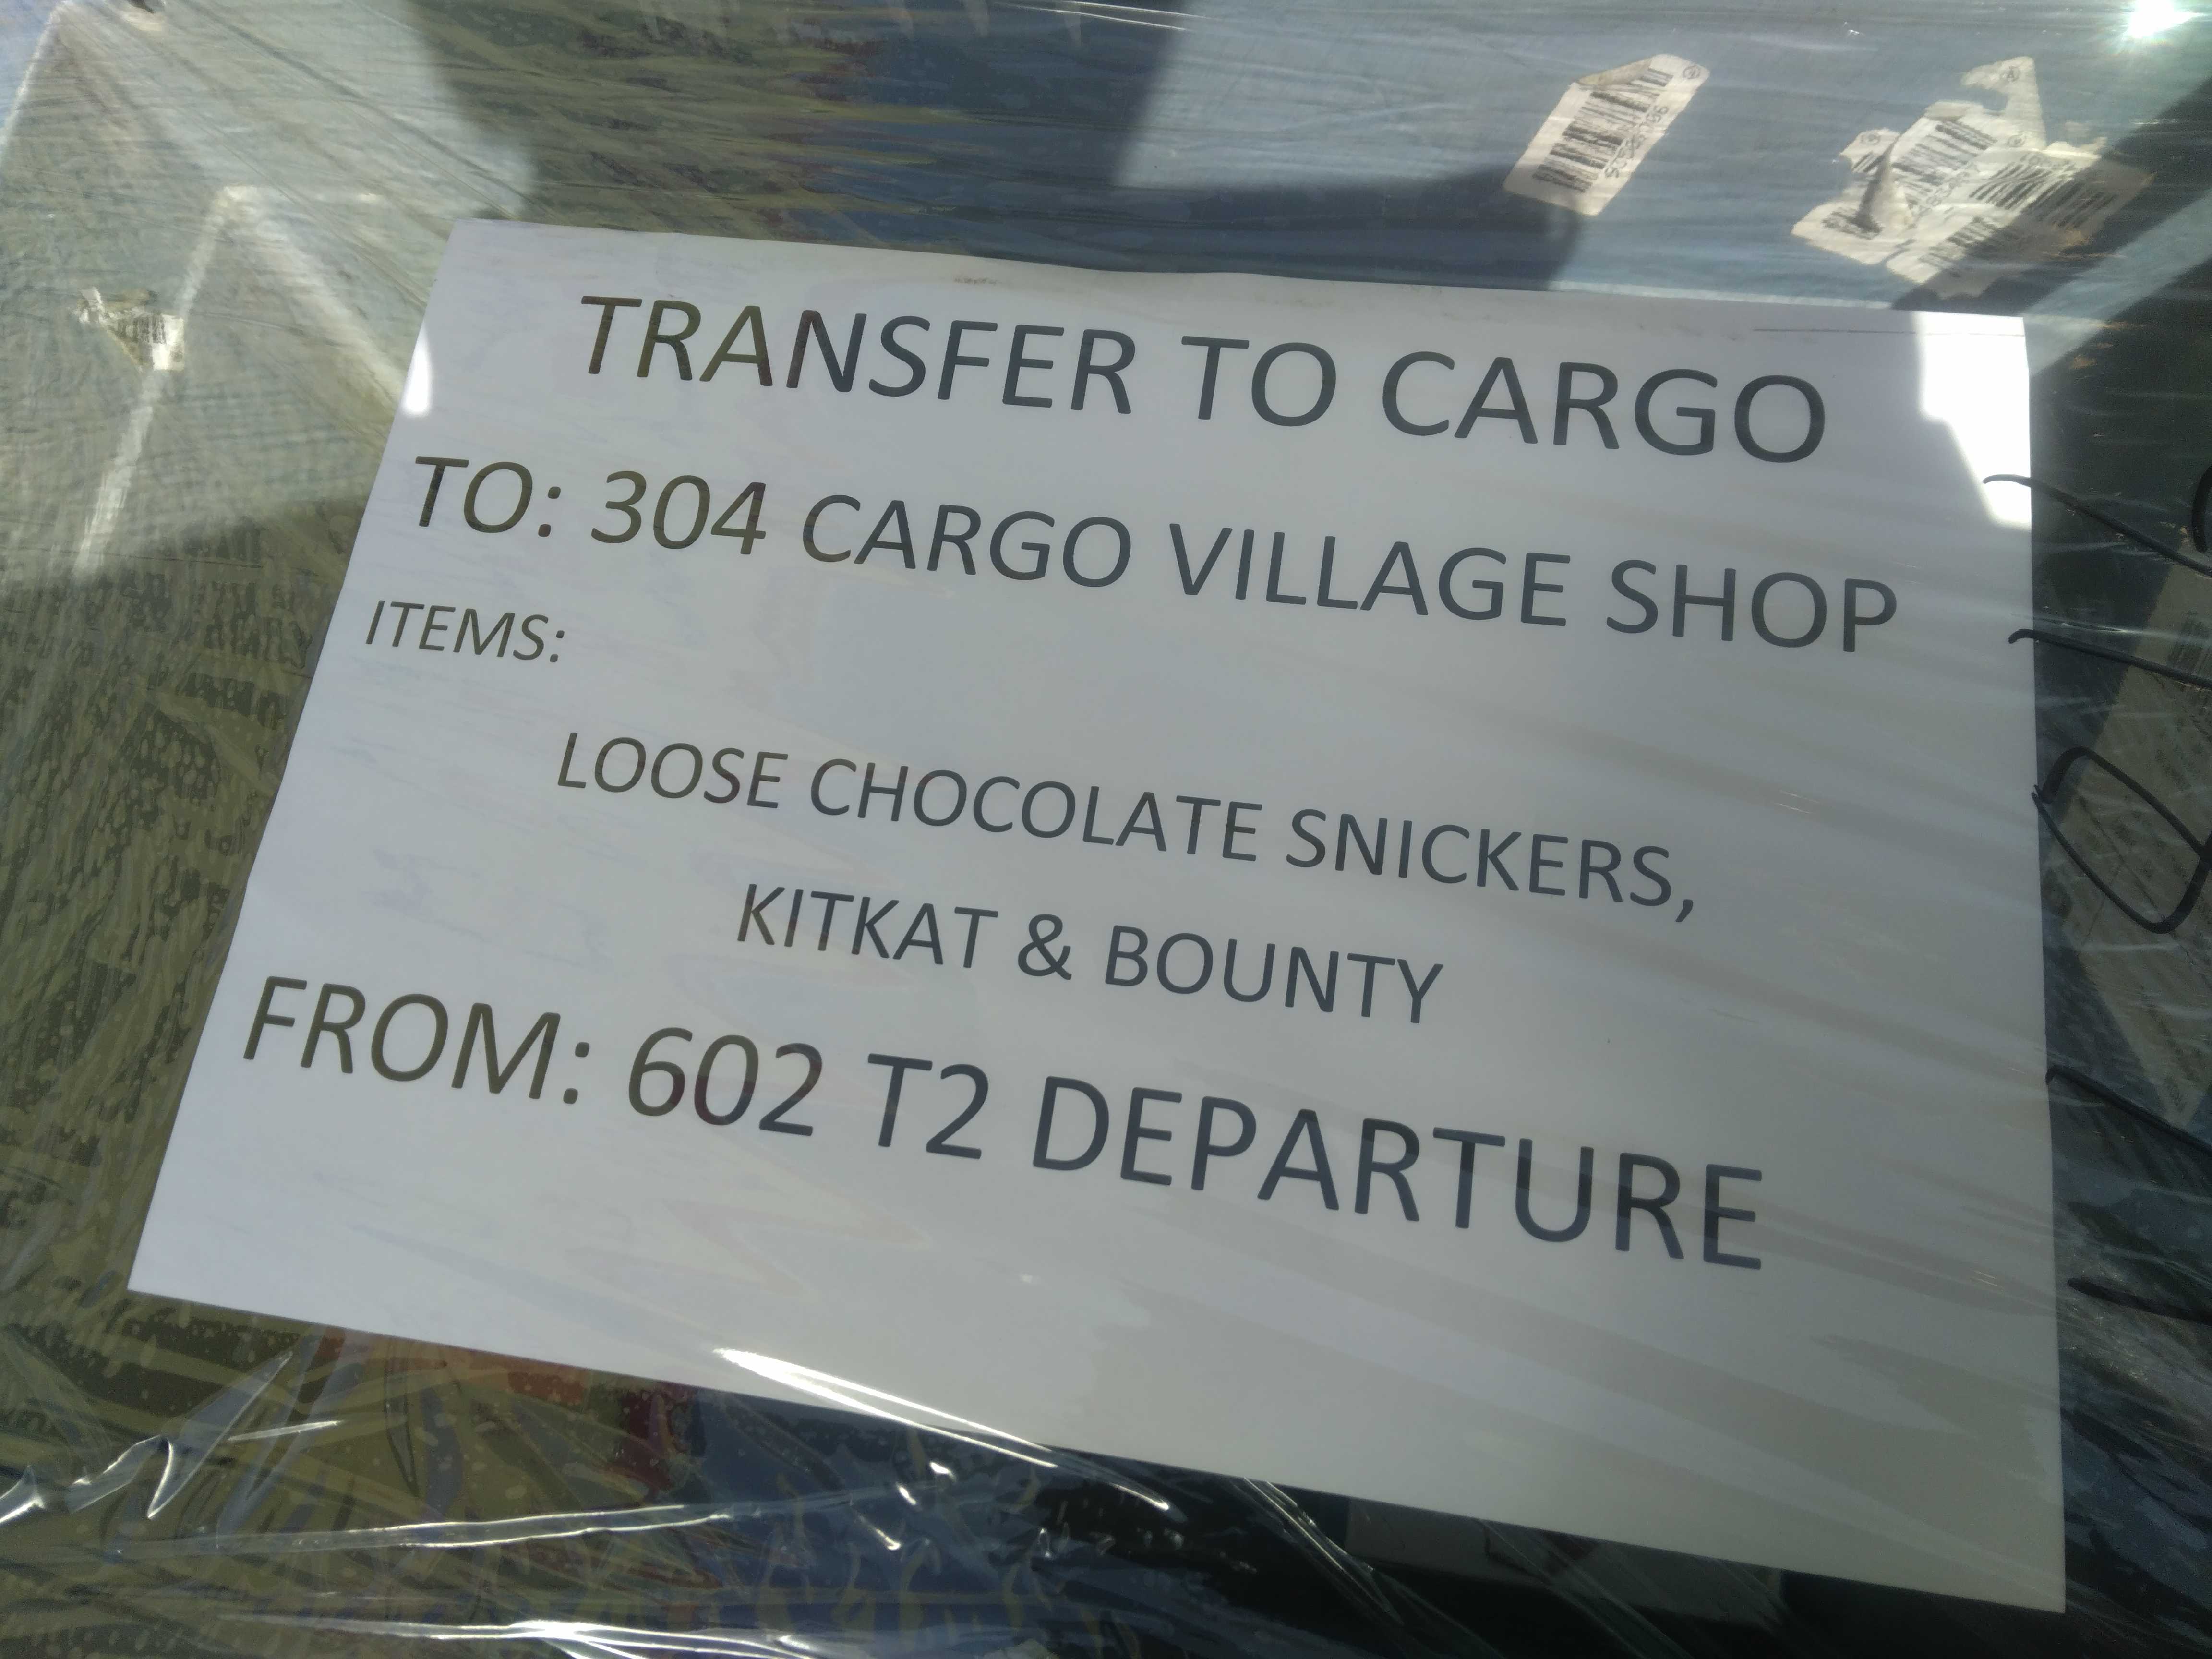 TRANSFER TO CARGO
TO: 304 CARGO VILLAGE SHOP
ITEMS:
LOOSE CHOCOLATE SNICKERS,
KITKAT & BOUNTY
FROM: 602 T2 DEPARTURE